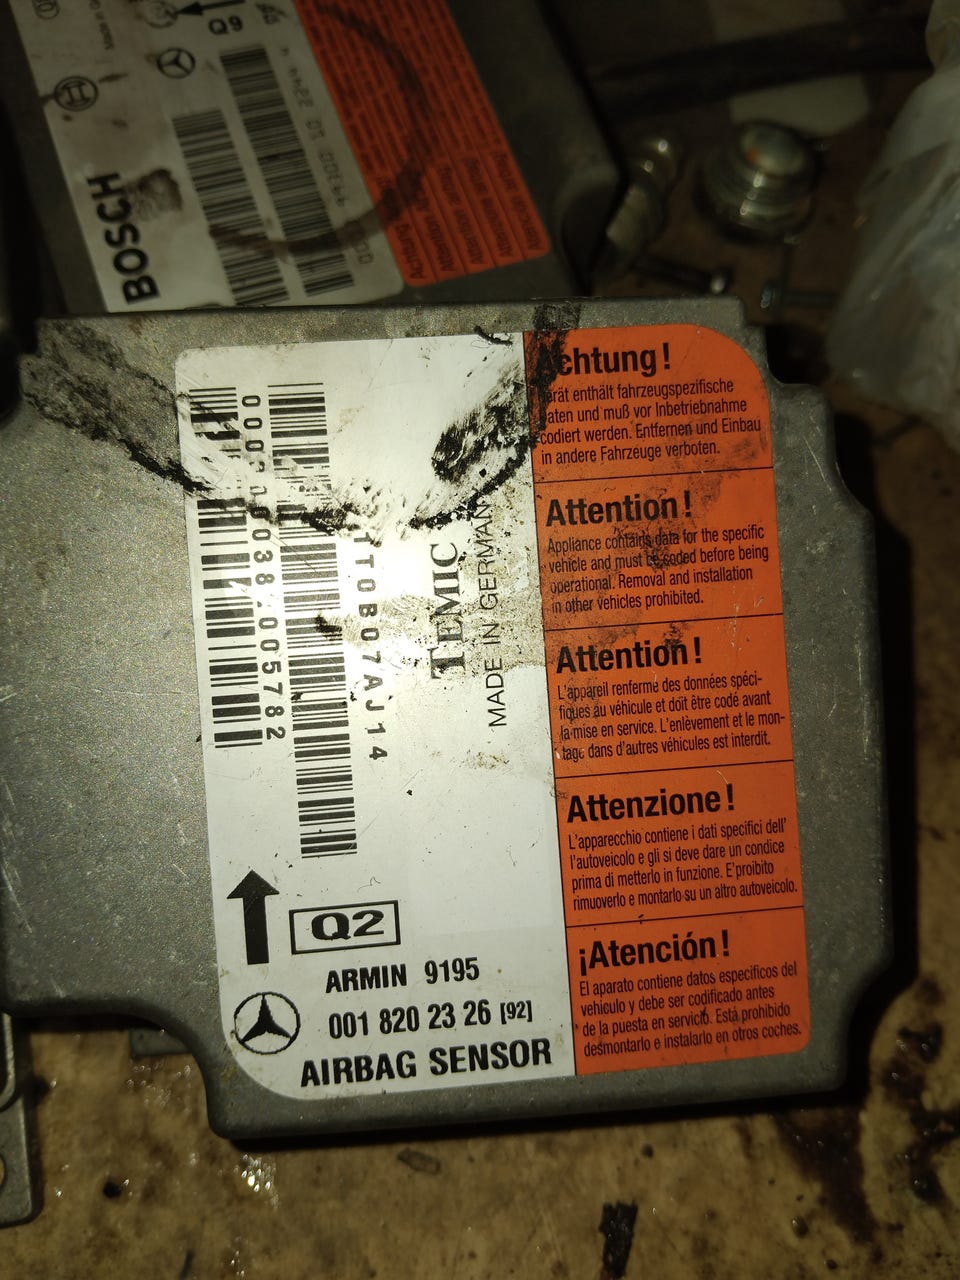 BOSCH
Q9
Achtung!
Gerät enthält fahrzeugspezifische
Daten und muß vor Inbetriebnahme
codiert werden. Entfernen und Einbau
in andere Fahrzeuge verboten.
Attention!
Appliance contains data for the specific
vehicle and must be coded before being
operational. Removal and installation
in other vehicles prohibited.
Attention!
L'appareil renferme des données spéci-
fiques au véhicule et doit être codé avant
la mise en service. L'enlèvement et le mon-
tage dans d'autres véhicules est interdit.
Attenzione!
L'apparecchio contiene i dati specifici dell'
l'autoveicolo e gli si deve dare un condice
prima di metterlo in funzione. E'proibito
rimuoverlo e montarlo su un altro autoveicolo.
¡Atención!
El aparato contiene datos especificos del
vehiculo y debe ser codificado antes
de la puesta en servicio. Está prohibido
desmontarlo e instalarlo en otros coches.
TEMIC
MADE IN GERMANY
1T0B07AJ14
Q2
ARMIN 9195
001 820 23 26 [92]
AIRBAG SENSOR